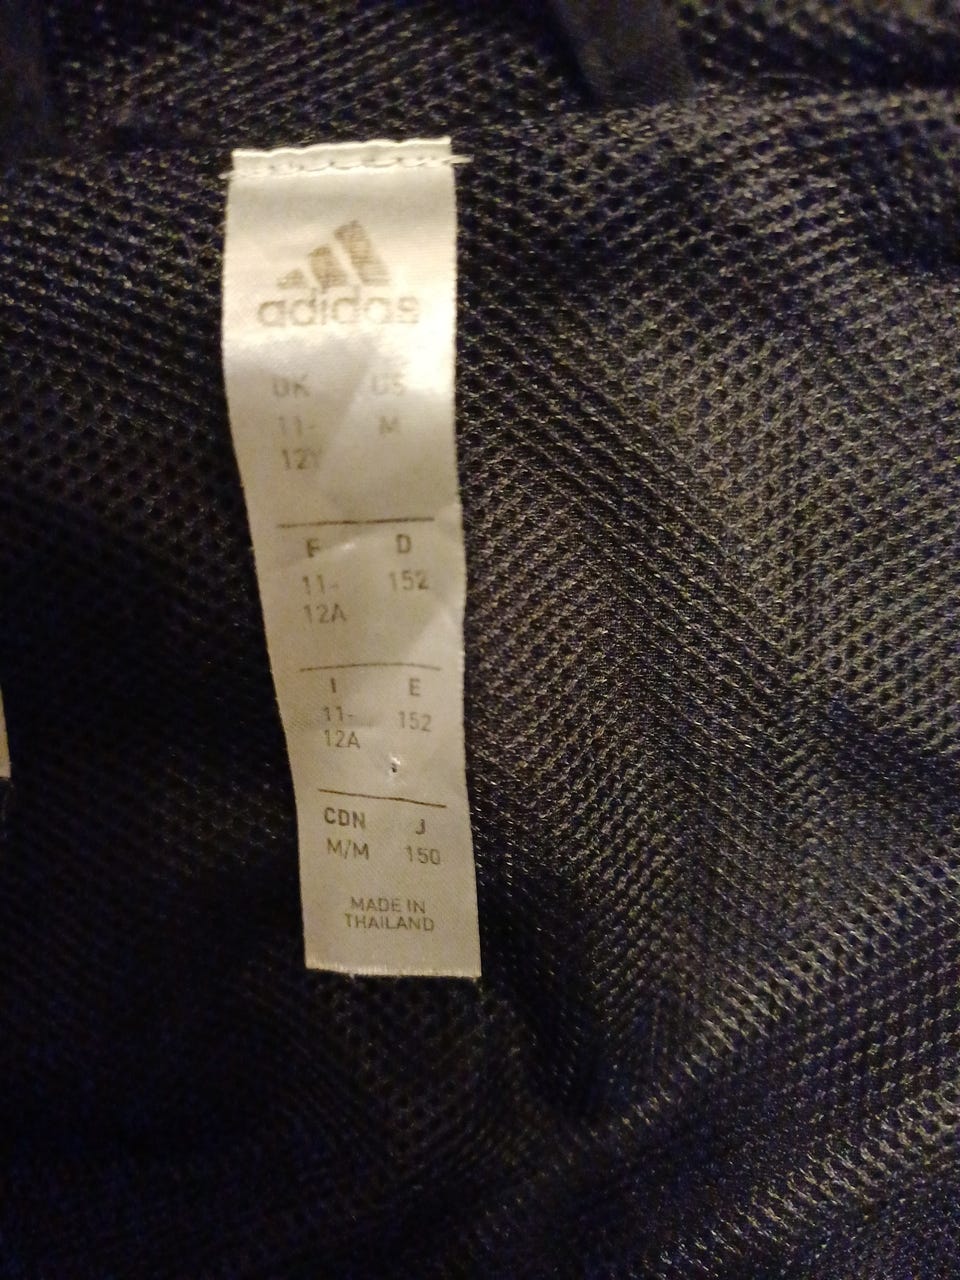 adidas
UK US
11- M
12Y
F D
11- 152
12A
I E
11- 152
12A
CDN J
M/M 150
MADE IN
THAILAND